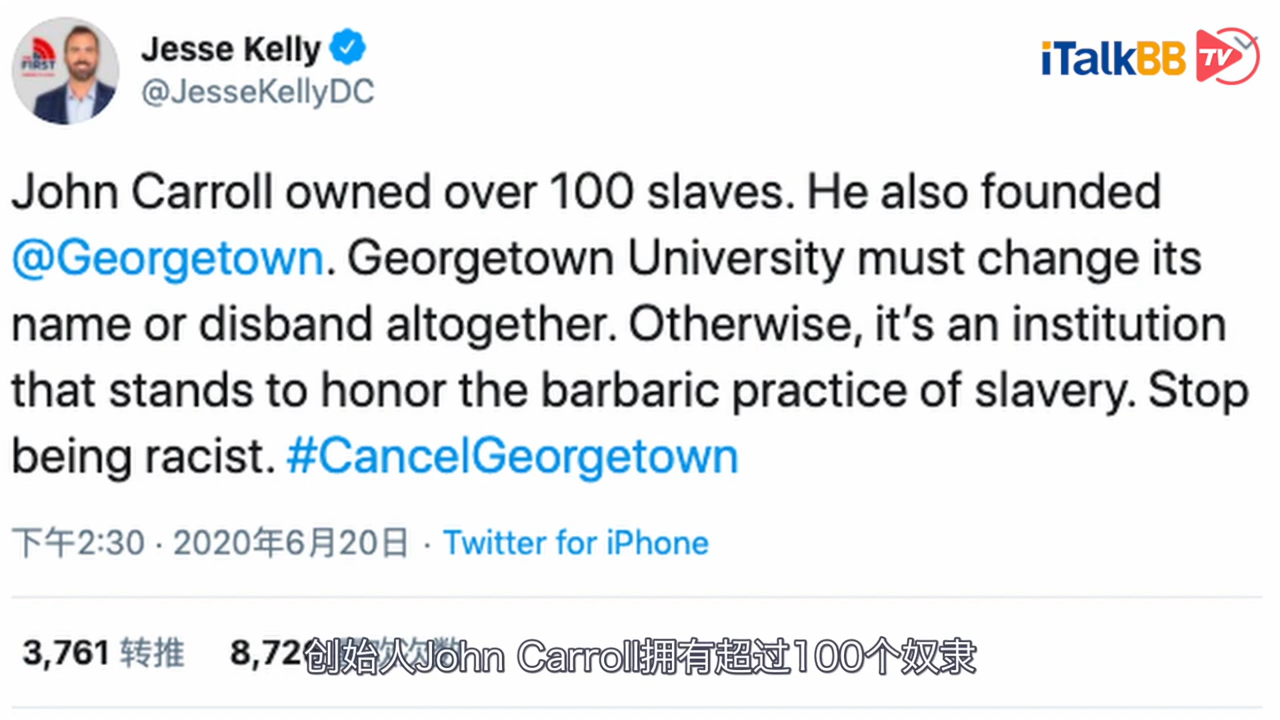 Jesse Kelly
@JesseKellyDC
iTalkBB TV
FIRST
John Carroll owned over 100 slaves. He also founded
@Georgetown. Georgetown University must change its
name or disband altogether. Otherwise, it's an institution
that stands to honor the barbaric practice of slavery. Stop
being racist. #CancelGeorgetown
下午2:30 · 2020年6月20日 · Twitter for iPhone
3,761 转推
创始人John Carroll拥有超过100个奴隶